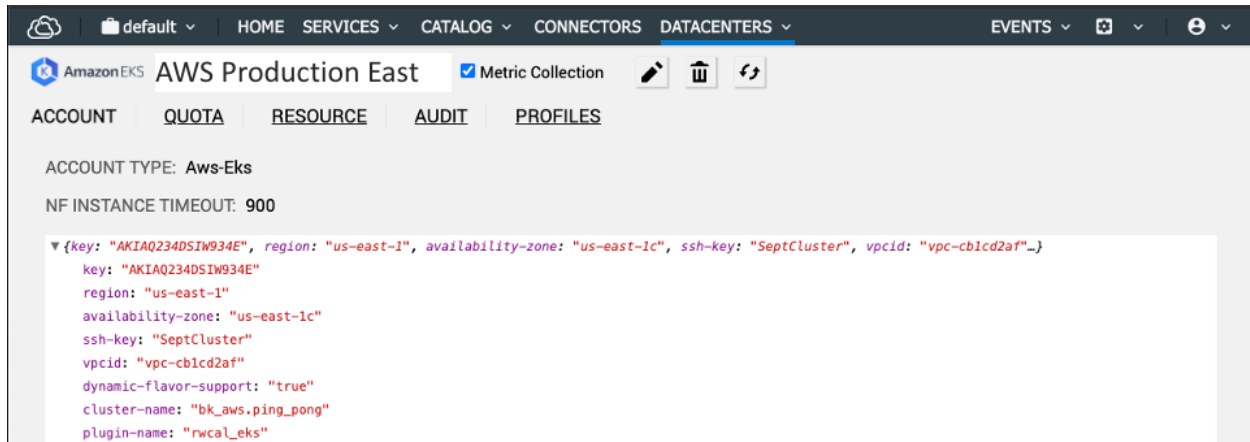 default HOME SERVICES CATALOG CONNECTORS DATACENTERS EVENTS
Amazon EKS AWS Production East Metric Collection
ACCOUNT QUOTA RESOURCE AUDIT PROFILES
ACCOUNT TYPE: Aws-Eks
NF INSTANCE TIMEOUT: 900
▼{key: "AKIAQ234DSIW934E", region: "us-east-1", availability-zone: "us-east-1c", ssh-key: "SeptCluster", vpcid: "vpc-cb1cd2af"…}
key: "AKIAQ234DSIW934E"
region: "us-east-1"
availability-zone: "us-east-1c"
ssh-key: "SeptCluster"
vpcid: "vpc-cb1cd2af"
dynamic-flavor-support: "true"
cluster-name: "bk_aws.ping_pong"
plugin-name: "rwcal_eks"